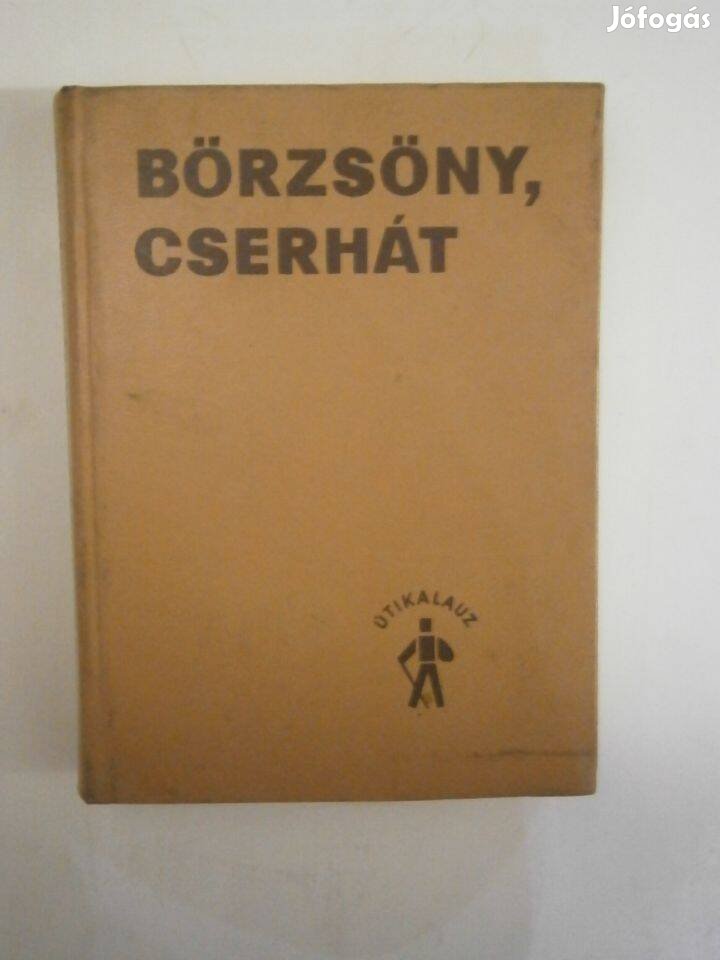 Jófogás
BÖRZSÖNY,
CSERHÁT
ÚTIKALAUZ